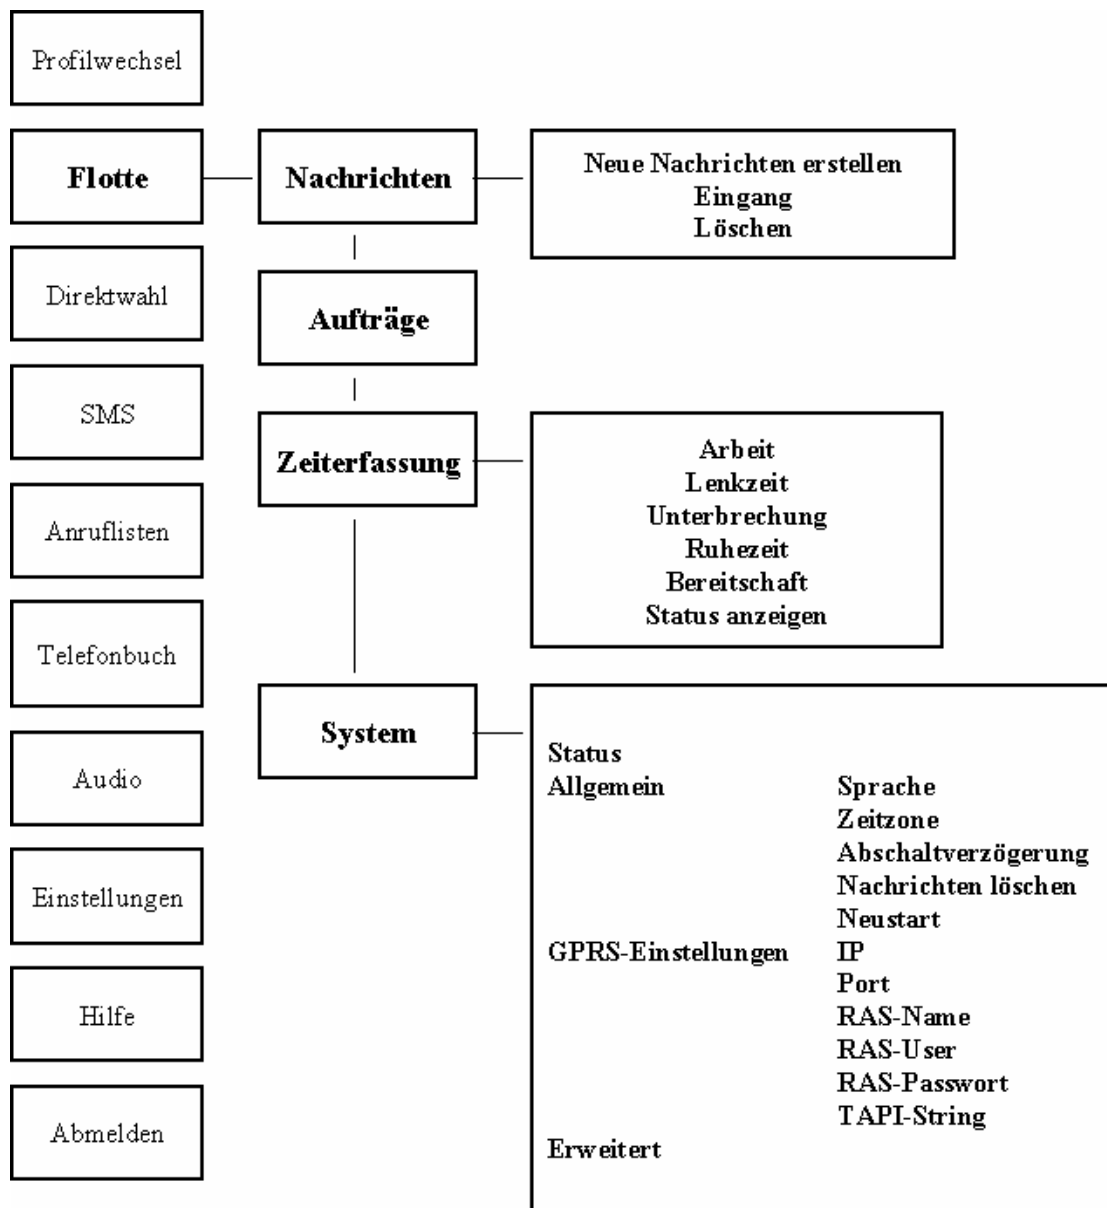 Profilwechsel
Flotte
Direktwahl
SMS
Anruflisten
Telefonbuch
Audio
Einstellungen
Hilfe
Abmelden
Nachrichten
Neue Nachrichten erstellen
Eingang
Löschen
Aufträge
Zeiterfassung
Arbeit
Lenkzeit
Unterbrechung
Ruhezeit
Bereitschaft
Status anzeigen
System
Status
Allgemein Sprache
Zeitzone
Abschaltverzögerung
Nachrichten löschen
Neustart
GPRS-Einstellungen IP
Port
RAS-Name
RAS-User
RAS-Passwort
TAPI-String
Erweitert